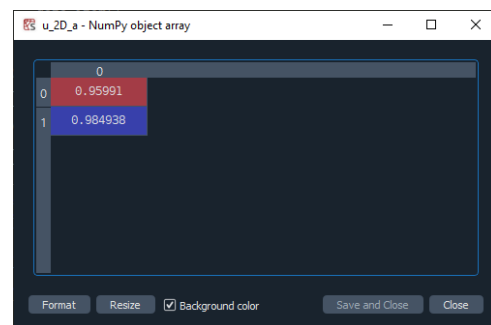 u_2D_a - NumPy object array
0
0 0.95991
1 0.984938
Format Resize Background color Save and Close Close